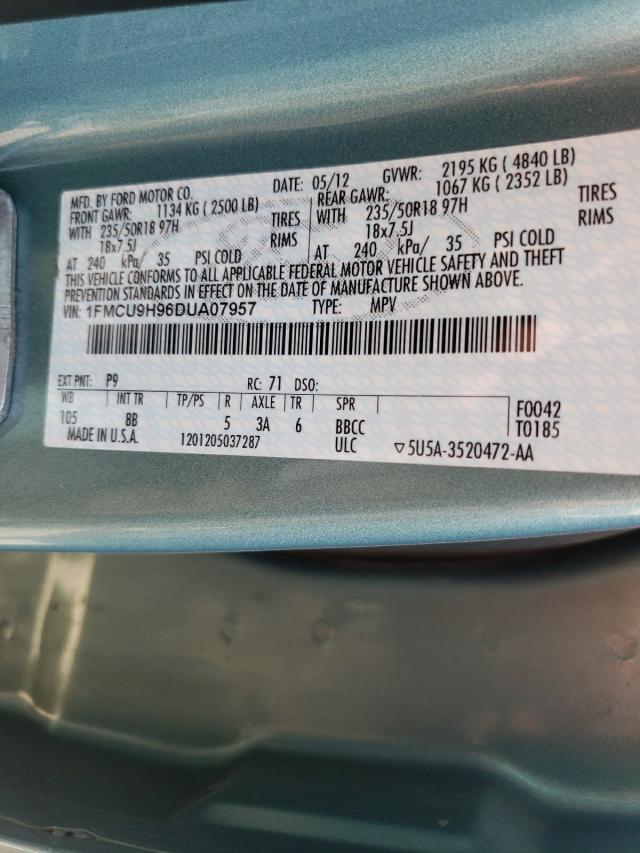 MFD. BY FORD MOTOR CO. DATE: 05/12 GVWR: 2195 KG ( 4840 LB)
FRONT GAWR: 1134 KG ( 2500 LB) REAR GAWR: 1067 KG ( 2352 LB)
WITH 235/50R18 97H TIRES WITH 235/50R18 97H TIRES
18x7.5J RIMS 18x7.5J RIMS
AT 240 kPa/ 35 PSI COLD AT 240 kPa/ 35 PSI COLD
THIS VEHICLE CONFORMS TO ALL APPLICABLE FEDERAL MOTOR VEHICLE SAFETY AND THEFT
PREVENTION STANDARDS IN EFFECT ON THE DATE OF MANUFACTURE SHOWN ABOVE.
VIN: 1FMCU9H96DUA07957 TYPE: MPV
EXT PNT: P9 RC: 71 DSO:
WB INT TR TP/PS R AXLE TR SPR
105 8B 5 3A 6 BBCC F0042
MADE IN U.S.A. 1201205037287 ULC ▽5U5A-3520472-AA T0185